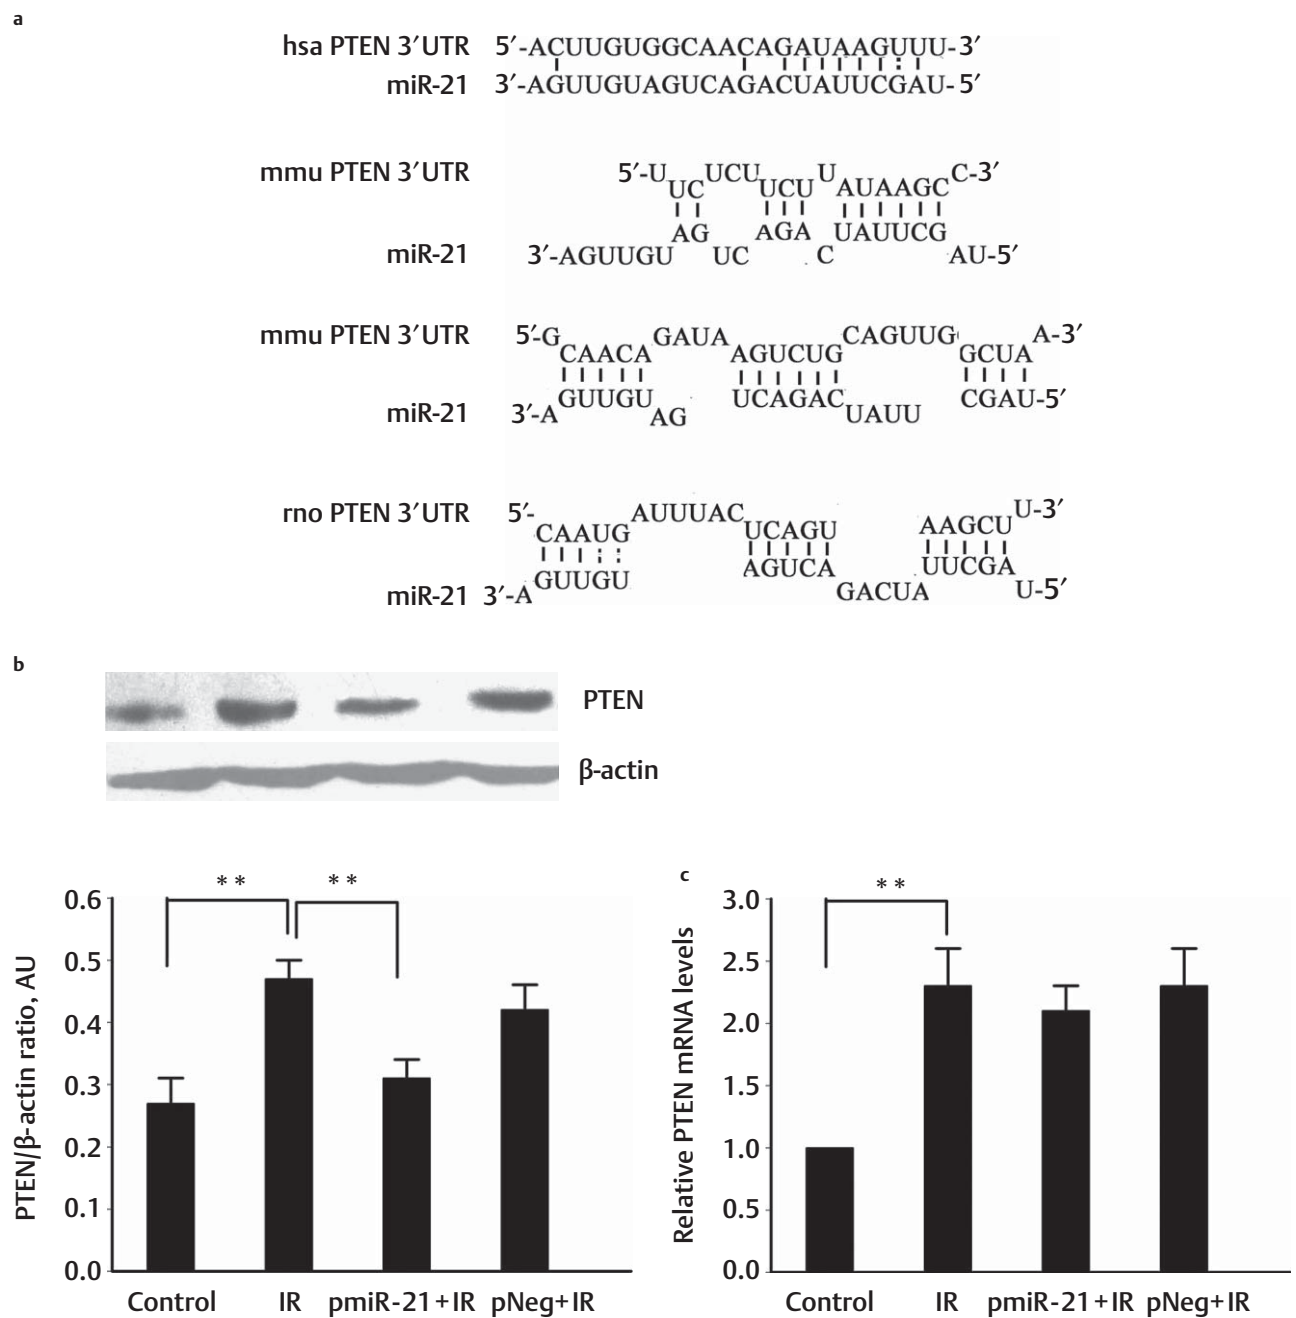 a
hsa PTEN 3′UTR 5′-ACUUGUGGCAACAGAUAAGUUU-3′
miR-21 3′-AGUUGUAGUCAGACUAUUCGAU-5′
mmu PTEN 3′UTR 5′-U UC UCU UCU U AUAAGC C-3′
miR-21 3′-AGUUGU AG UC AGA C UAUUCG AU-5′
mmu PTEN 3′UTR 5′-G CAACA GAUA AGUCUG CAGUUG GCUA A-3′
miR-21 3′-A GUUGU AG UCAGAC UAUU CGAU-5′
rno PTEN 3′UTR 5′- CAAUG AUUUAC UCAGU AAGCU U-3′
miR-21 3′-A GUUGU AGUCA GACUA UUCGA U-5′
b
PTEN
β-actin
PTEN/β-actin ratio, AU
0.6
0.5
0.4
0.3
0.2
0.1
0.0
** **
Control IR pmiR-21+IR pNeg+IR
c
Relative PTEN mRNA levels
3.0
2.5
2.0
1.5
1.0
0.5
0.0
**
Control IR pmiR-21+IR pNeg+IR